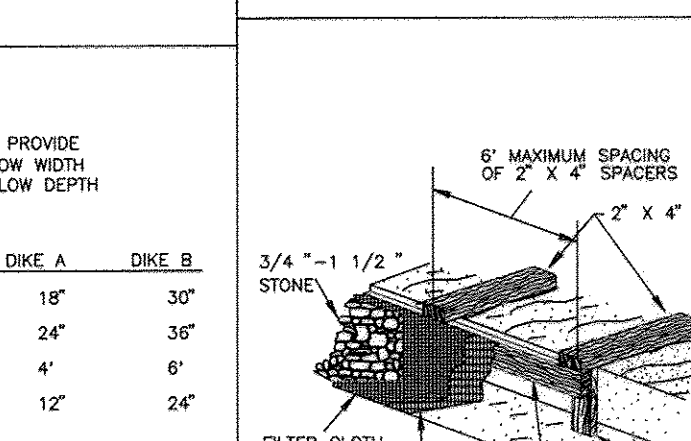 PROVIDE
OW WIDTH
LOW DEPTH
DIKE A DIKE B
18" 30"
24" 36"
4' 6'
12" 24"
6' MAXIMUM SPACING
OF 2" X 4" SPACERS
2" X 4"
3/4 "-1 1/2 "
STONE
FILTER CLOTH